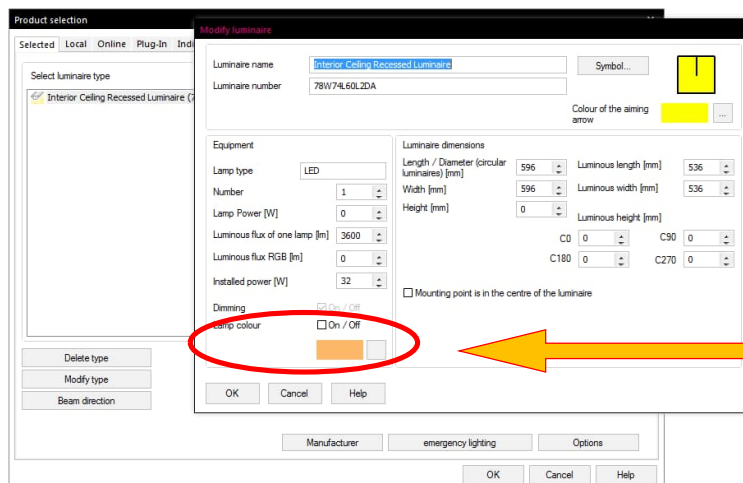 Product selection
Modify luminaire
Selected Local Online Plug-In Indi
Select luminaire type
Interior Ceiling Recessed Luminaire (7
Luminaire name Interior Ceiling Recessed Luminaire Symbol...
Luminaire number 78W74L60L2DA
Colour of the aiming
arrow ...
Equipment
Lamp type LED
Number 1
Lamp Power [W] 0
Luminous flux of one lamp [lm] 3600
Luminous flux RGB [lm] 0
Installed power [W] 32
Dimming On / Off
Lamp colour On / Off
Luminaire dimensions
Length / Diameter (circular
luminaires) [mm] 596 Luminous length [mm] 536
Width [mm] 596 Luminous width [mm] 536
Height [mm] 0
Luminous height [mm]
C0 0 C90 0
C180 0 C270 0
Mounting point is in the centre of the luminaire
OK Cancel Help
Delete type
Modify type
Beam direction
Manufacturer emergency lighting Options
OK Cancel Help